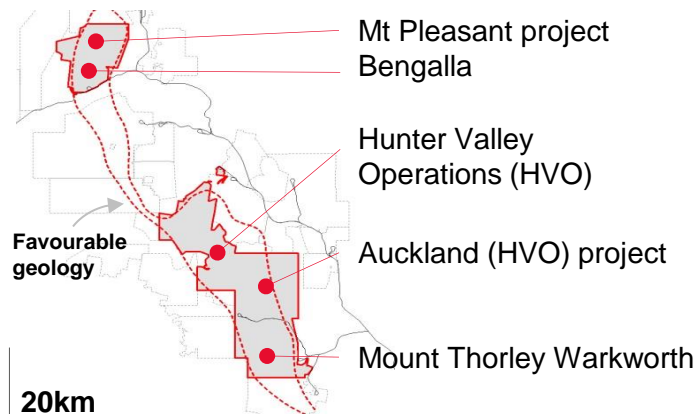 Mt Pleasant project
Bengalla
Hunter Valley
Operations (HVO)
Favourable
geology
Auckland (HVO) project
Mount Thorley Warkworth
20km